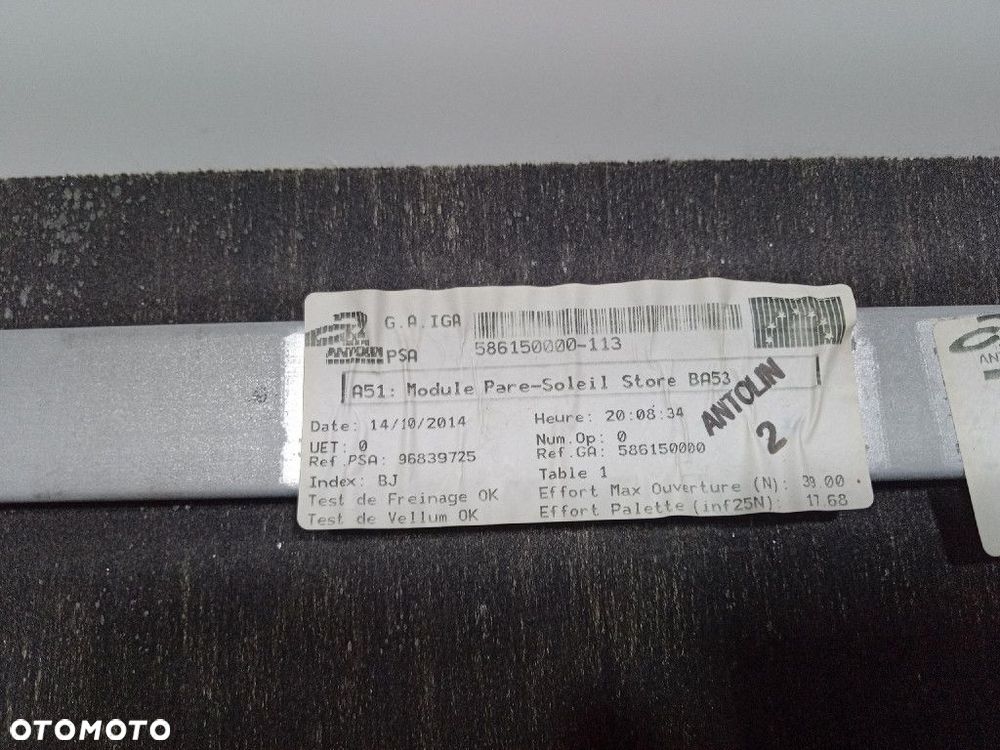 G.A.IGA
ANTOLIN
PSA
586150000-113
A51: Module Pare-Soleil Store BA53
Date: 14/10/2014
Heure: 20:08:34
UET: 0
Num.Op: 0
Ref.PSA: 96839725
Ref.GA: 586150000
Index: BJ
Table 1
Test de Freinage OK
Effort Max Ouverture (N): 39.00
Test de Vellum OK
Effort Palette (inf25N): 17.68
ANTOLIN
2
AN
OTOMOTO